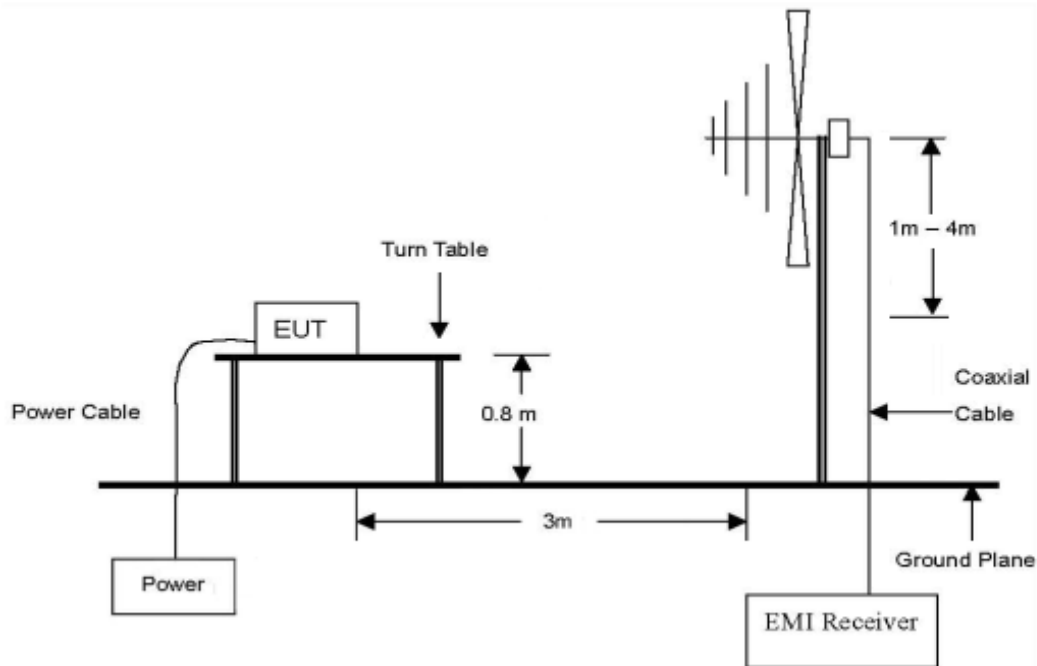 1m – 4m
Turn Table
EUT
Coaxial
Cable
Power Cable
0.8 m
3m
Ground Plane
Power
EMI Receiver